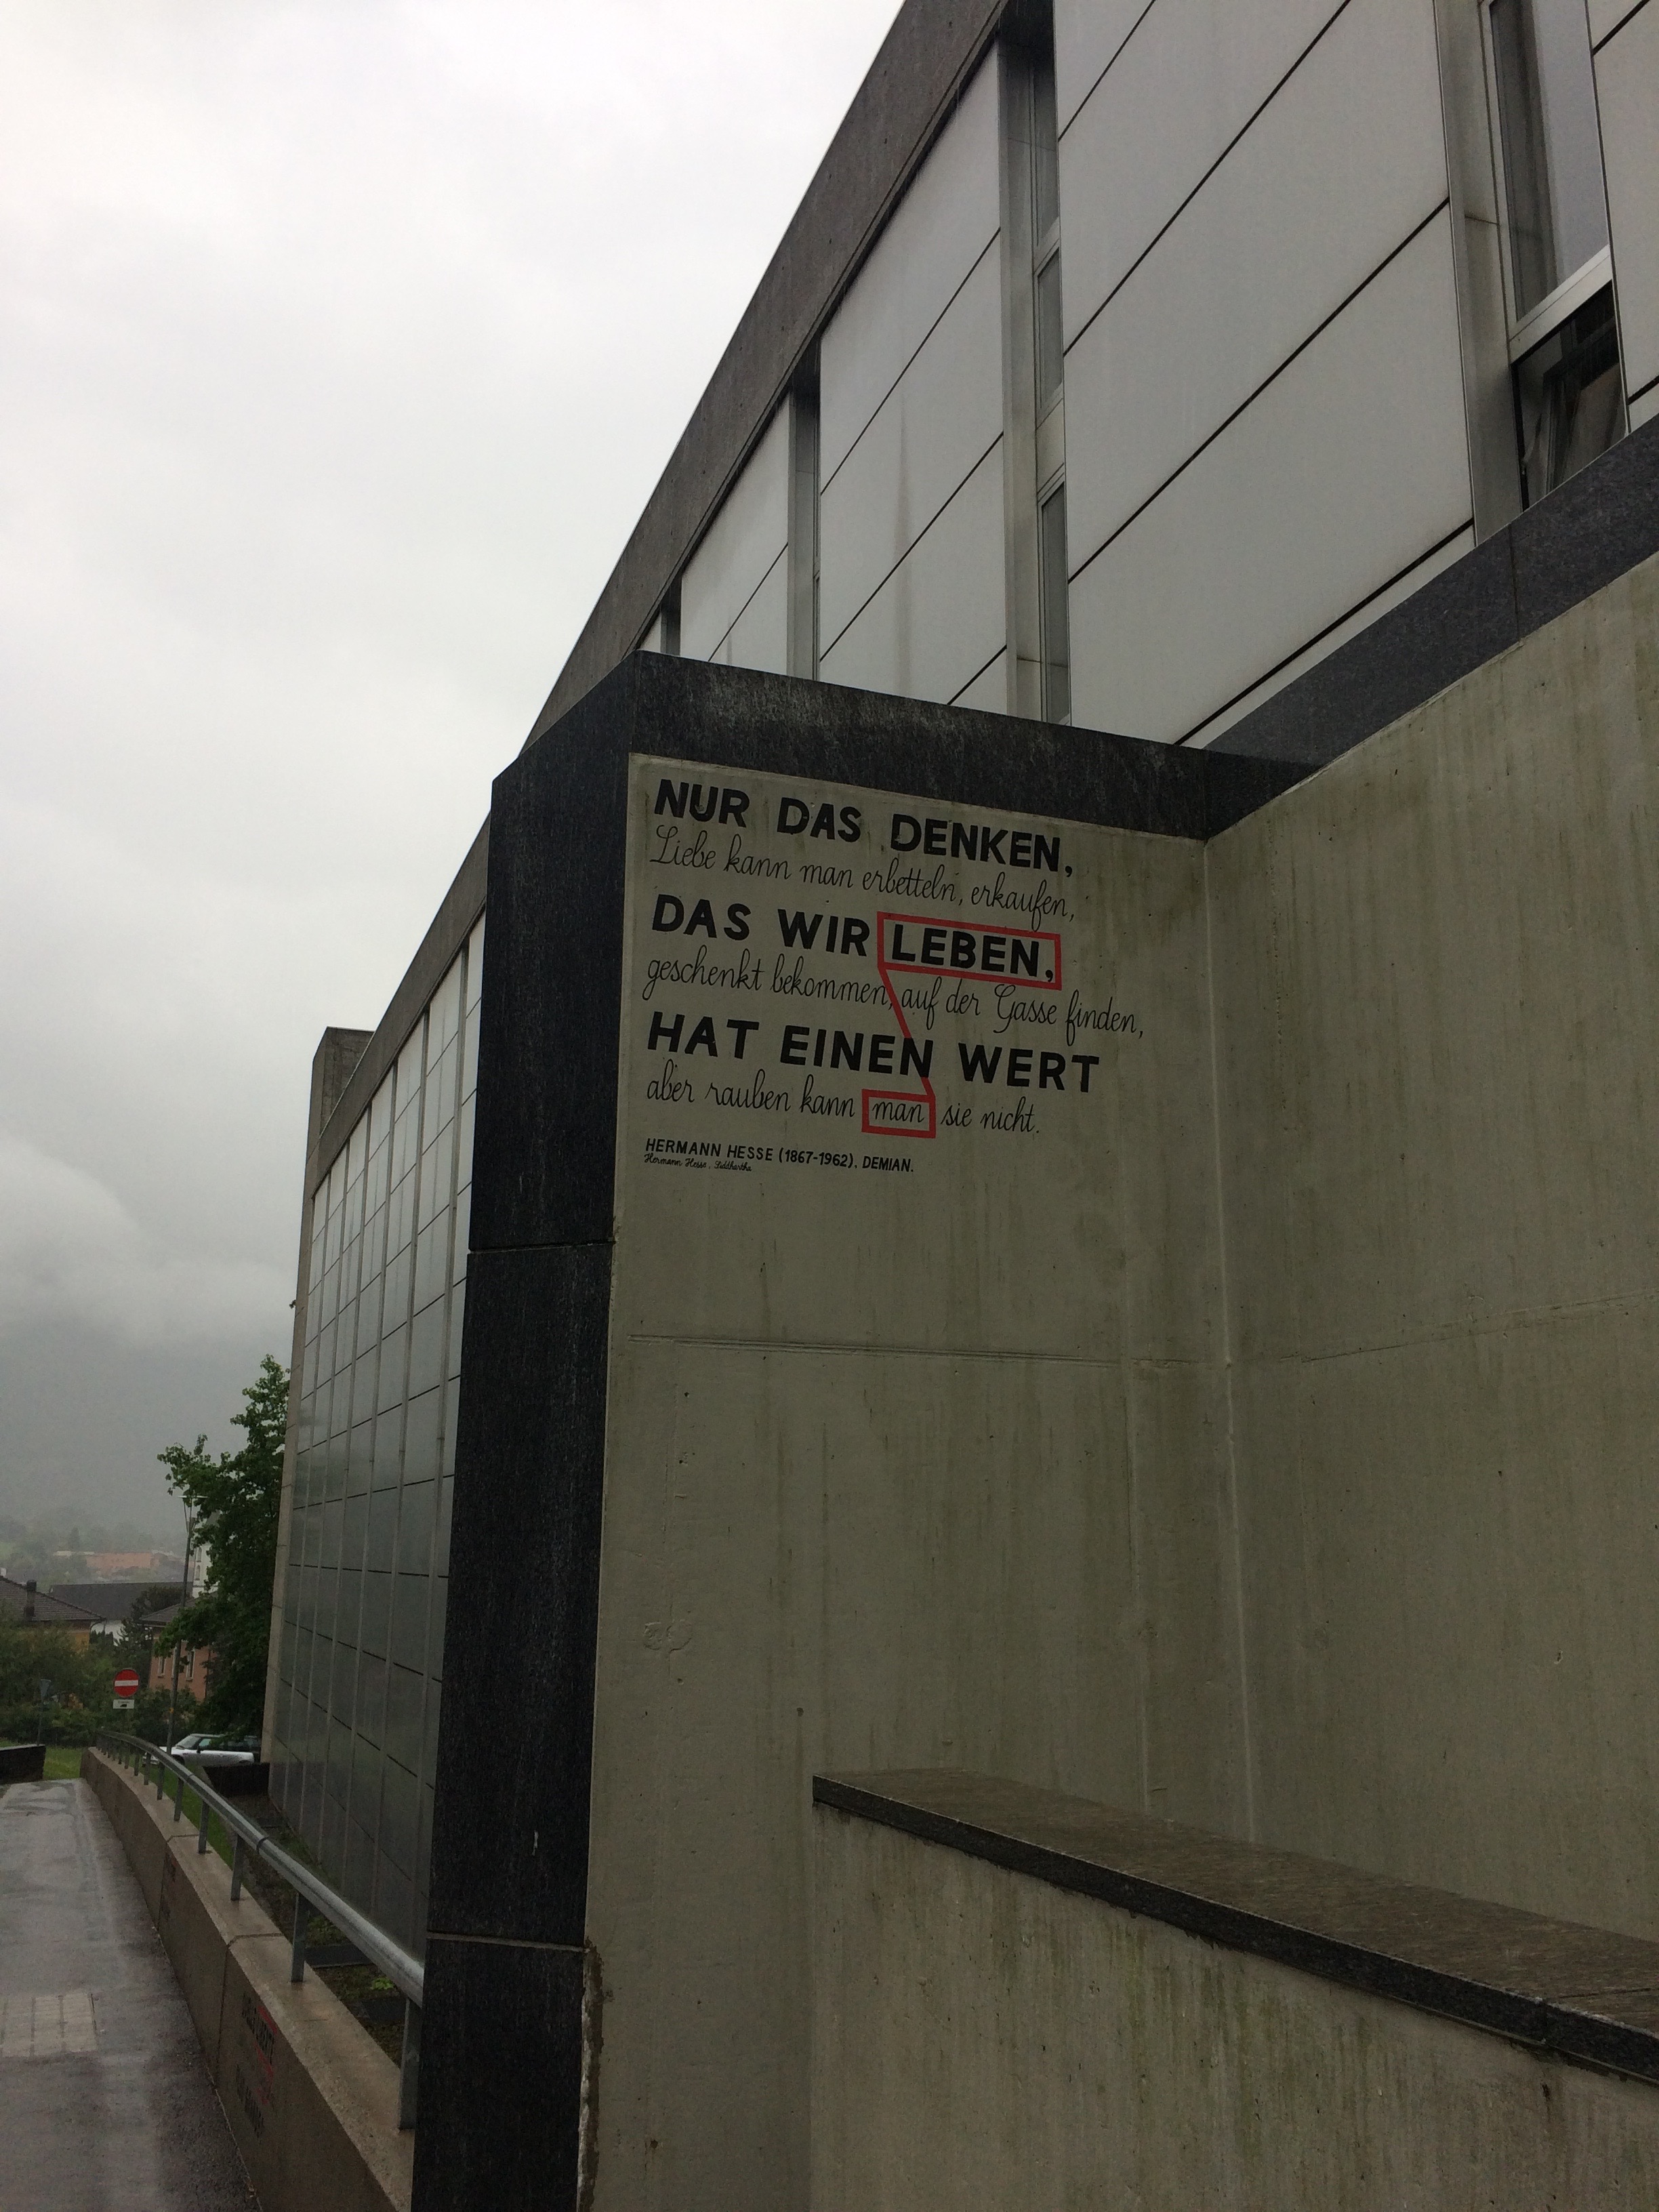 NUR DAS DENKEN,
Liebe kann man erbetteln, erkaufen,
DAS WIR LEBEN,
geschenkt bekommen, auf der Gasse finden,
HAT EINEN WERT
aber rauben kann man sie nicht.
HERMANN HESSE (1867-1962), DEMIAN.
Hermann Hesse, Siddhartha